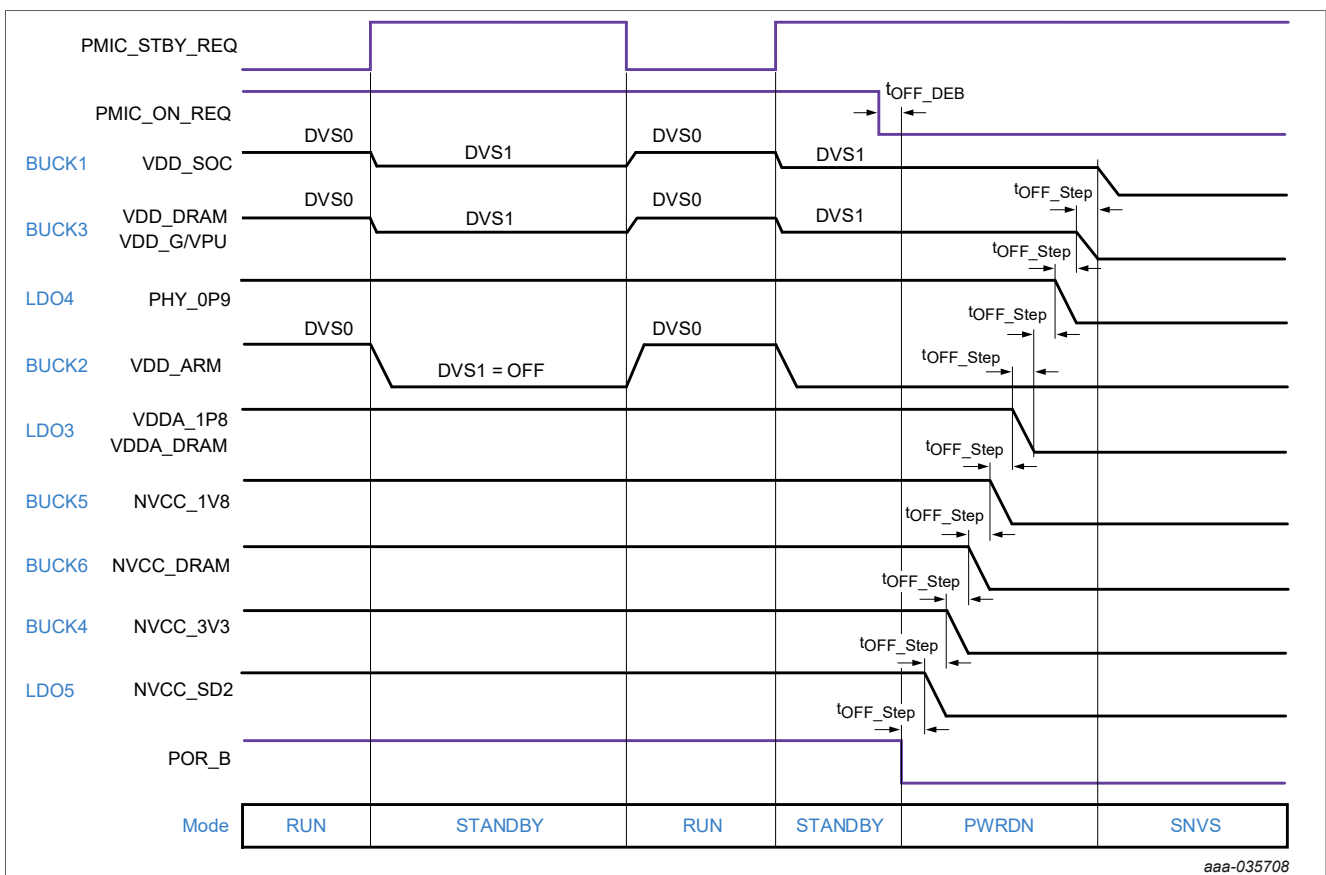 PMIC_STBY_REQ
tOFF_DEB
PMIC_ON_REQ
DVS0 DVS0
BUCK1 VDD_SOC DVS1 DVS1
tOFF_Step
DVS0 DVS0
BUCK3 VDD_DRAM DVS1 DVS1
VDD_G/VPU
tOFF_Step
LDO4 PHY_0P9
tOFF_Step
DVS0 DVS0
tOFF_Step
BUCK2 VDD_ARM DVS1 = OFF
LDO3 VDDA_1P8
VDDA_DRAM
tOFF_Step
BUCK5 NVCC_1V8
tOFF_Step
BUCK6 NVCC_DRAM
tOFF_Step
BUCK4 NVCC_3V3
tOFF_Step
LDO5 NVCC_SD2
tOFF_Step
POR_B
Mode RUN STANDBY RUN STANDBY PWRDN SNVS
aaa-035708